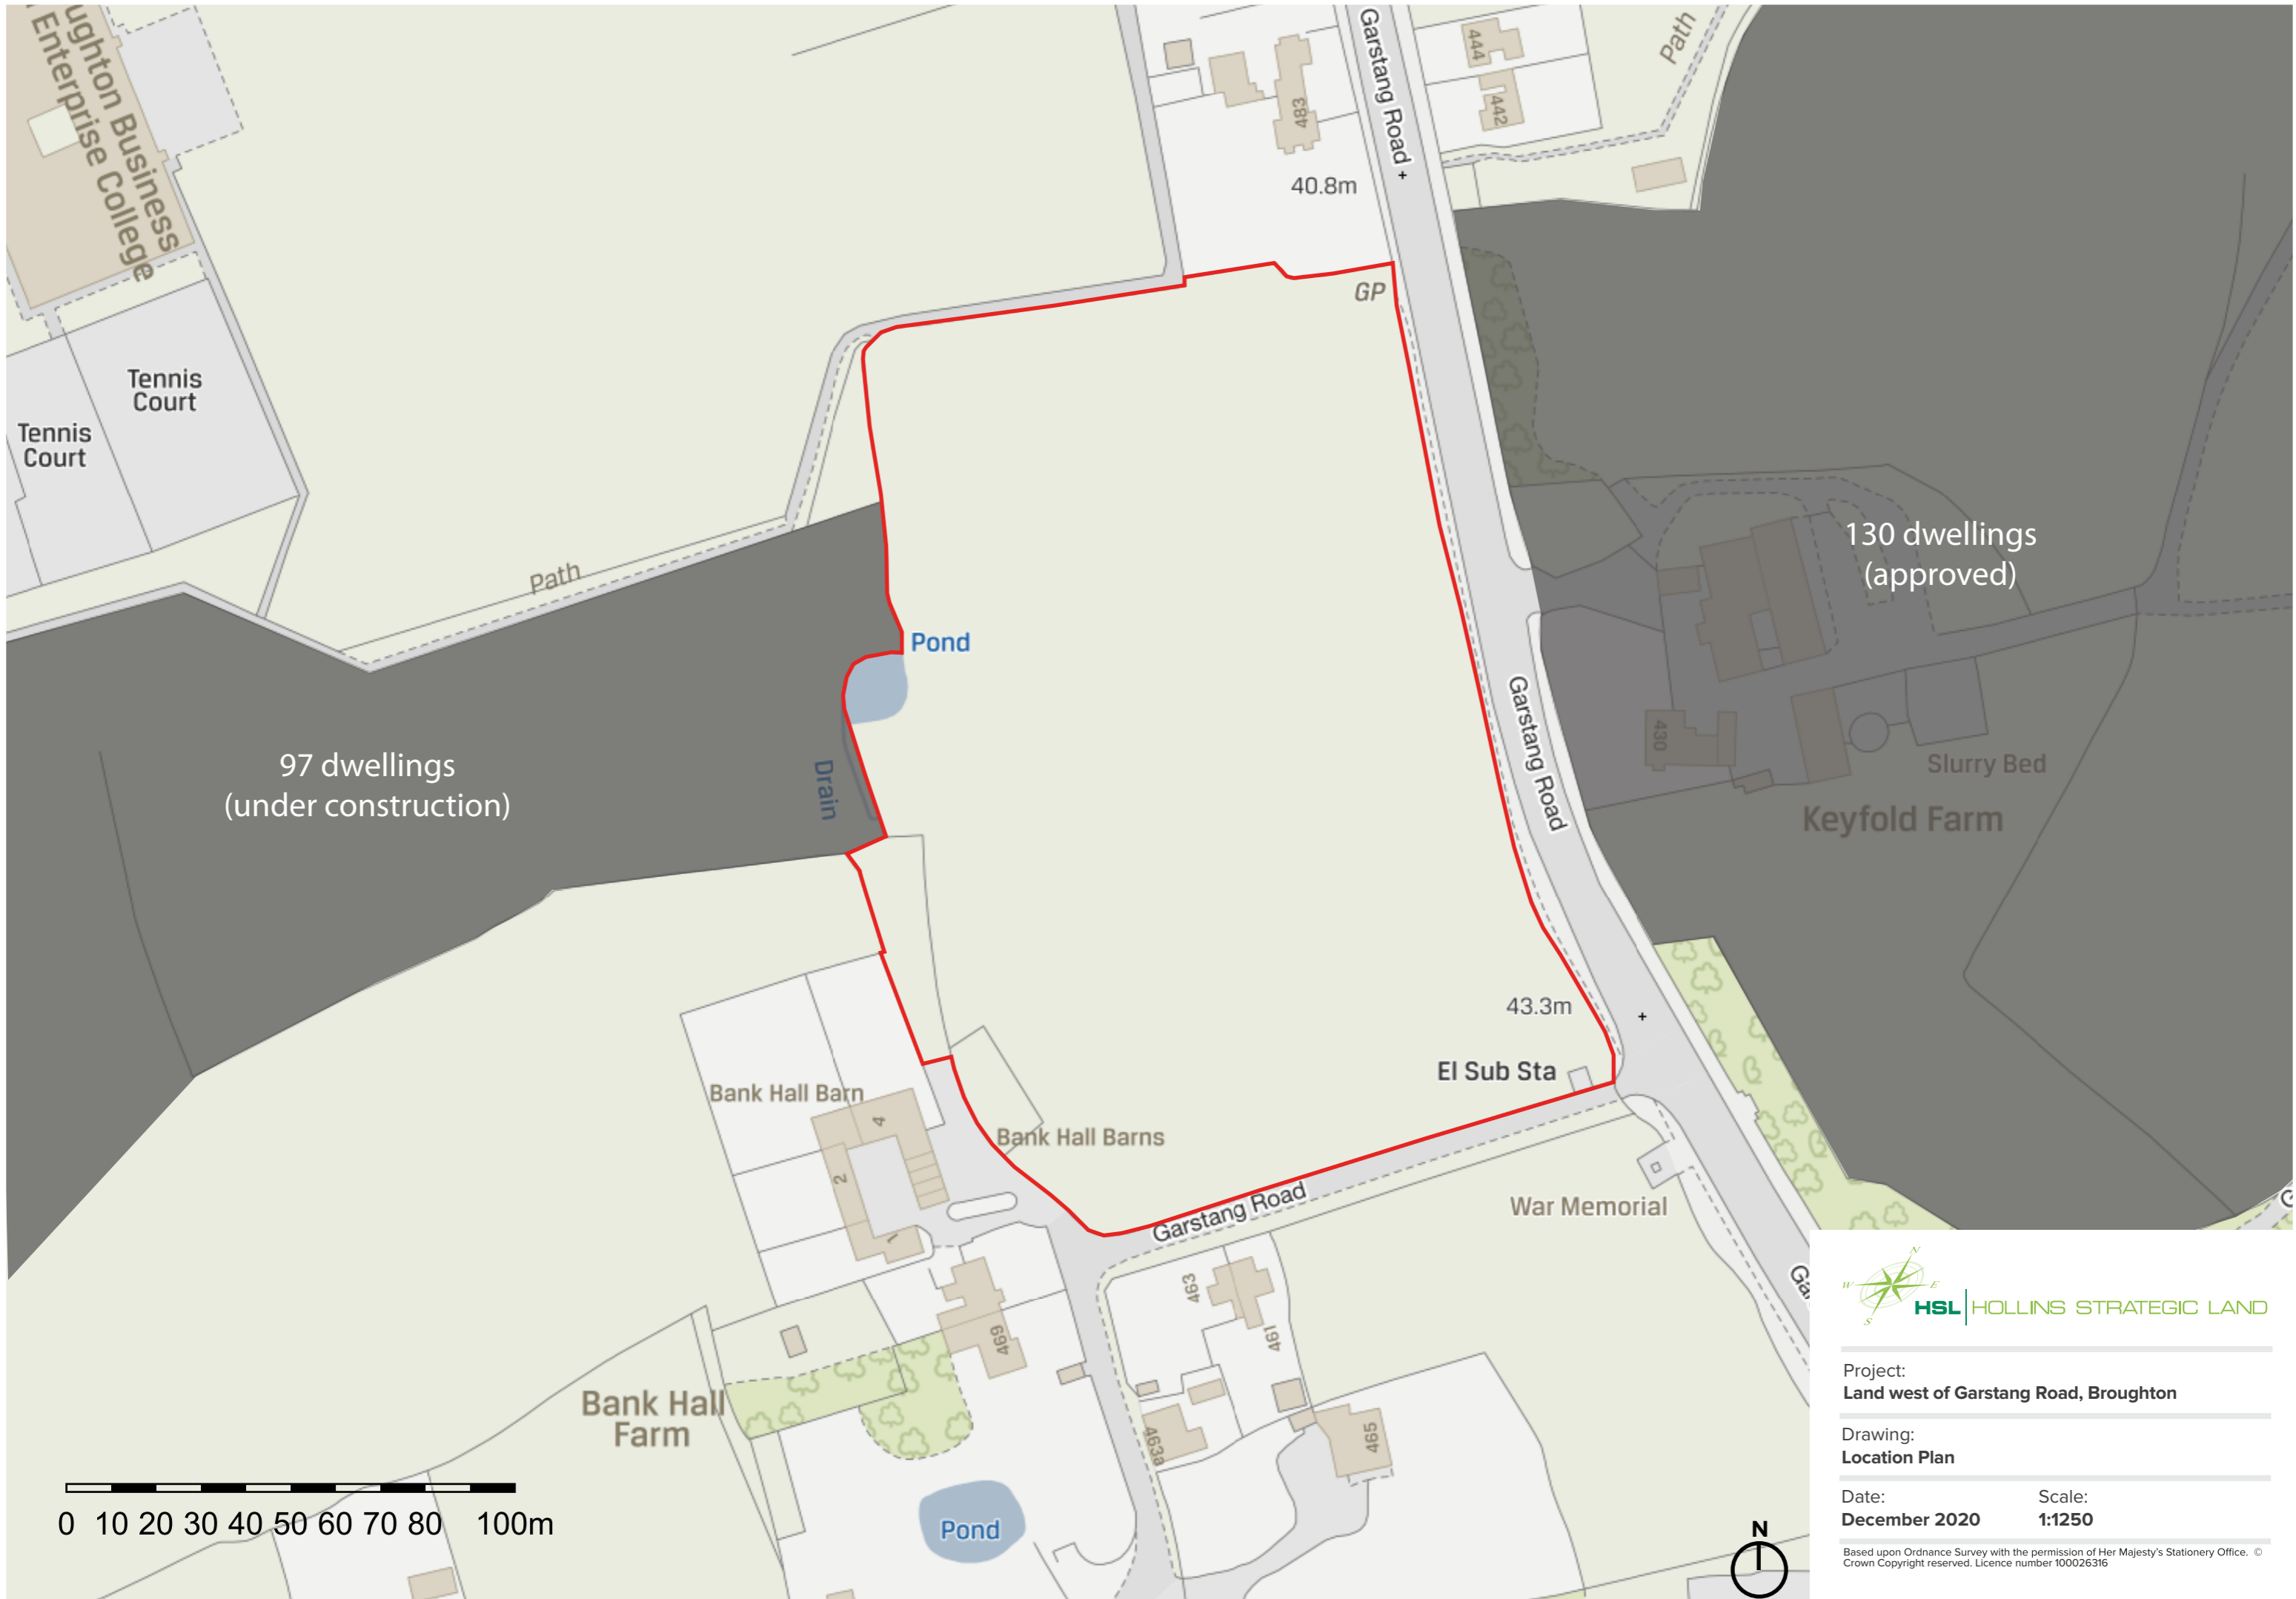 ughton Business
Enterprise College
Garstang Road
444
442
Path
483
40.8m
GP
Tennis
Court
Tennis
Court
Path
Pond
130 dwellings
(approved)
97 dwellings
(under construction)
Drain
Garstang Road
430
Slurry Bed
Keyfold Farm
43.3m
El Sub Sta
Bank Hall Barn
4
2
1
Bank Hall Barns
Garstang Road
War Memorial
463
461
469
463a
465
Bank Hall
Farm
Pond
0 10 20 30 40 50 60 70 80 100m
N
G
Ga
N
W E
S
HSL HOLLINS STRATEGIC LAND
Project:
Land west of Garstang Road, Broughton
Drawing:
Location Plan
Date:
December 2020
Scale:
1:1250
Based upon Ordnance Survey with the permission of Her Majesty's Stationery Office. ©
Crown Copyright reserved. Licence number 100026316